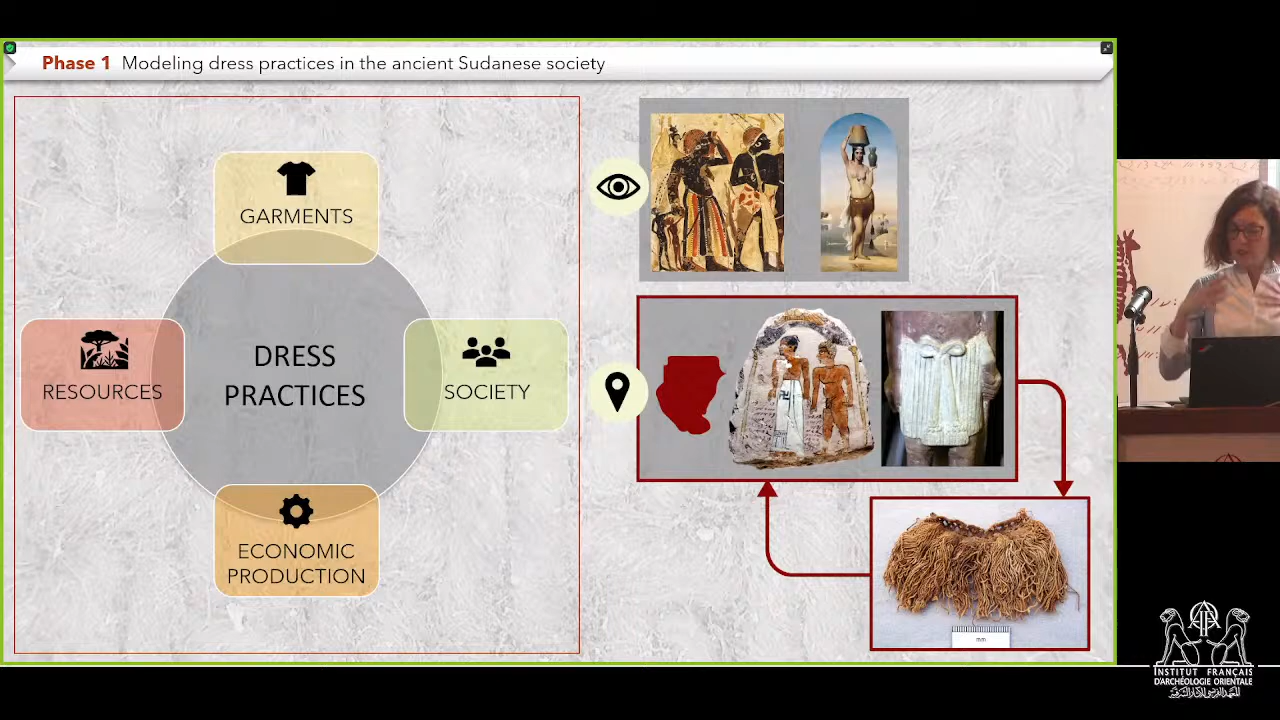 Phase 1 Modeling dress practices in the ancient Sudanese society
GARMENTS
RESOURCES
DRESS
PRACTICES
SOCIETY
ECONOMIC
PRODUCTION
mm
INSTITUT FRANÇAIS
D'ARCHÉOLOGIE ORIENTALE